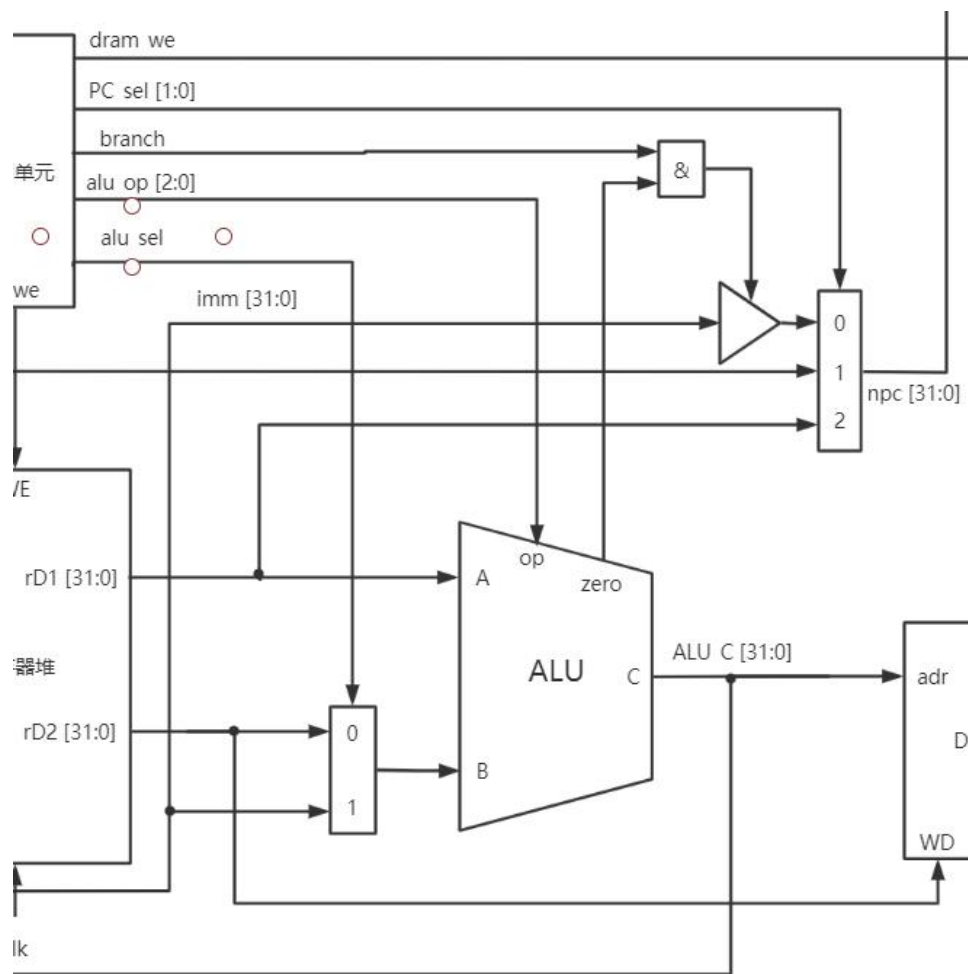 dram we
PC sel [1:0]
branch
单元
alu op [2:0]
&
alu sel
we
imm [31:0]
0
1
npc [31:0]
2
op
zero
rD1 [31:0]
A
器堆
ALU
C
ALU C [31:0]
adr
rD2 [31:0]
0
D
B
1
WD